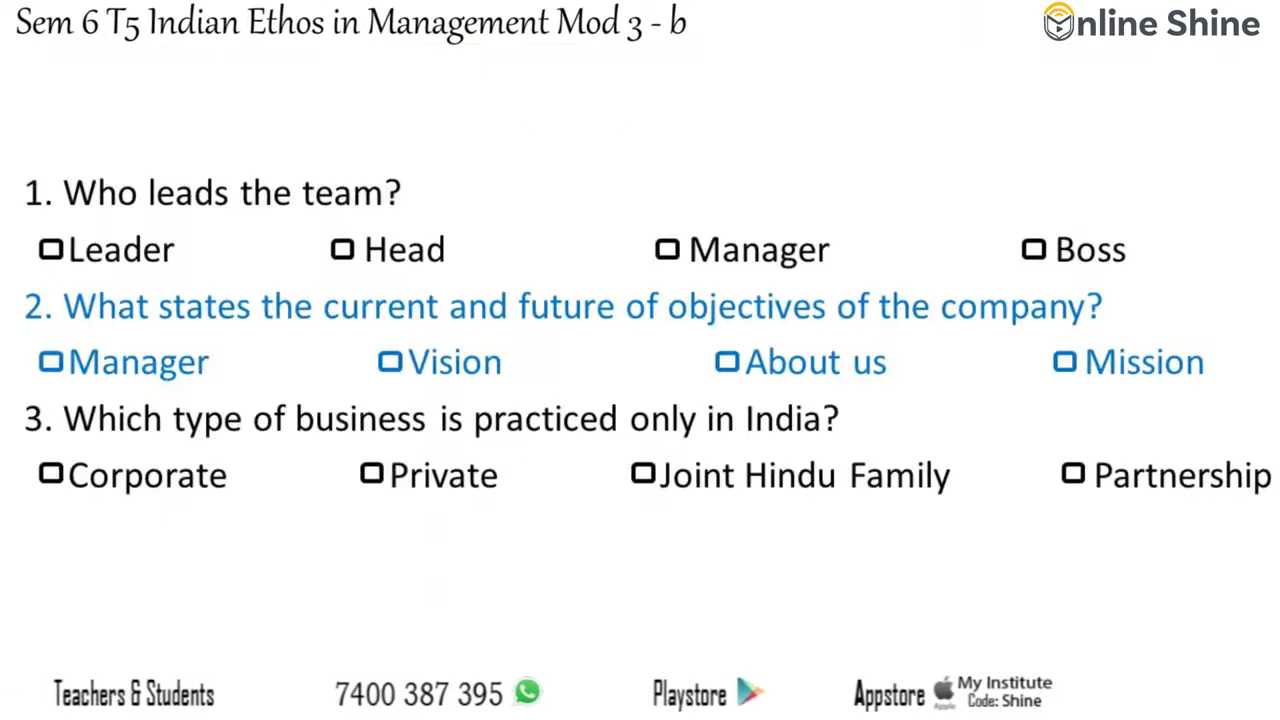 Sem 6 T5 Indian Ethos in Management Mod 3 - b
Online Shine
1. Who leads the team?
Leader Head Manager Boss
2. What states the current and future of objectives of the company?
Manager Vision About us Mission
3. Which type of business is practiced only in India?
Corporate Private Joint Hindu Family Partnership
Teachers & Students 7400 387 395 Playstore Appstore Apple My Institute
Code: Shine